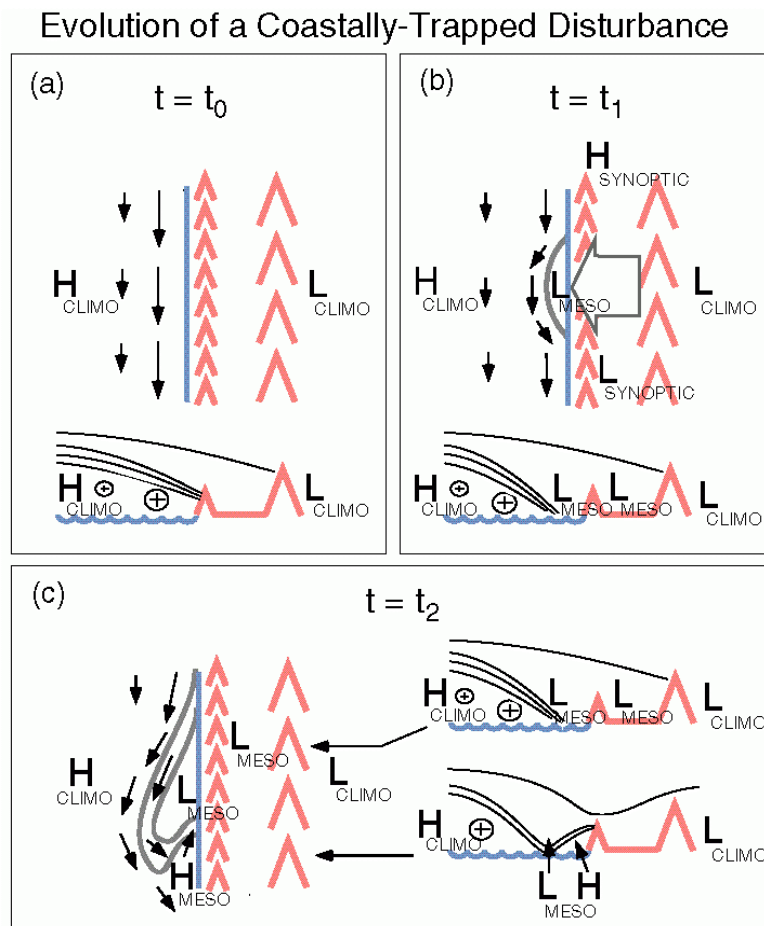 Evolution of a Coastally-Trapped Disturbance
(a)
t = t0
H
CLIMO
L
CLIMO
H
CLIMO
L
CLIMO
(b)
t = t1
H
SYNOPTIC
H
CLIMO
L
MESO
L
CLIMO
L
SYNOPTIC
H
CLIMO
L
MESO
L
MESO
L
CLIMO
(c)
t = t2
H
CLIMO
L
MESO
L
MESO
L
CLIMO
H
MESO
H
CLIMO
L
MESO
L
MESO
L
CLIMO
H
CLIMO
L
CLIMO
L H
MESO